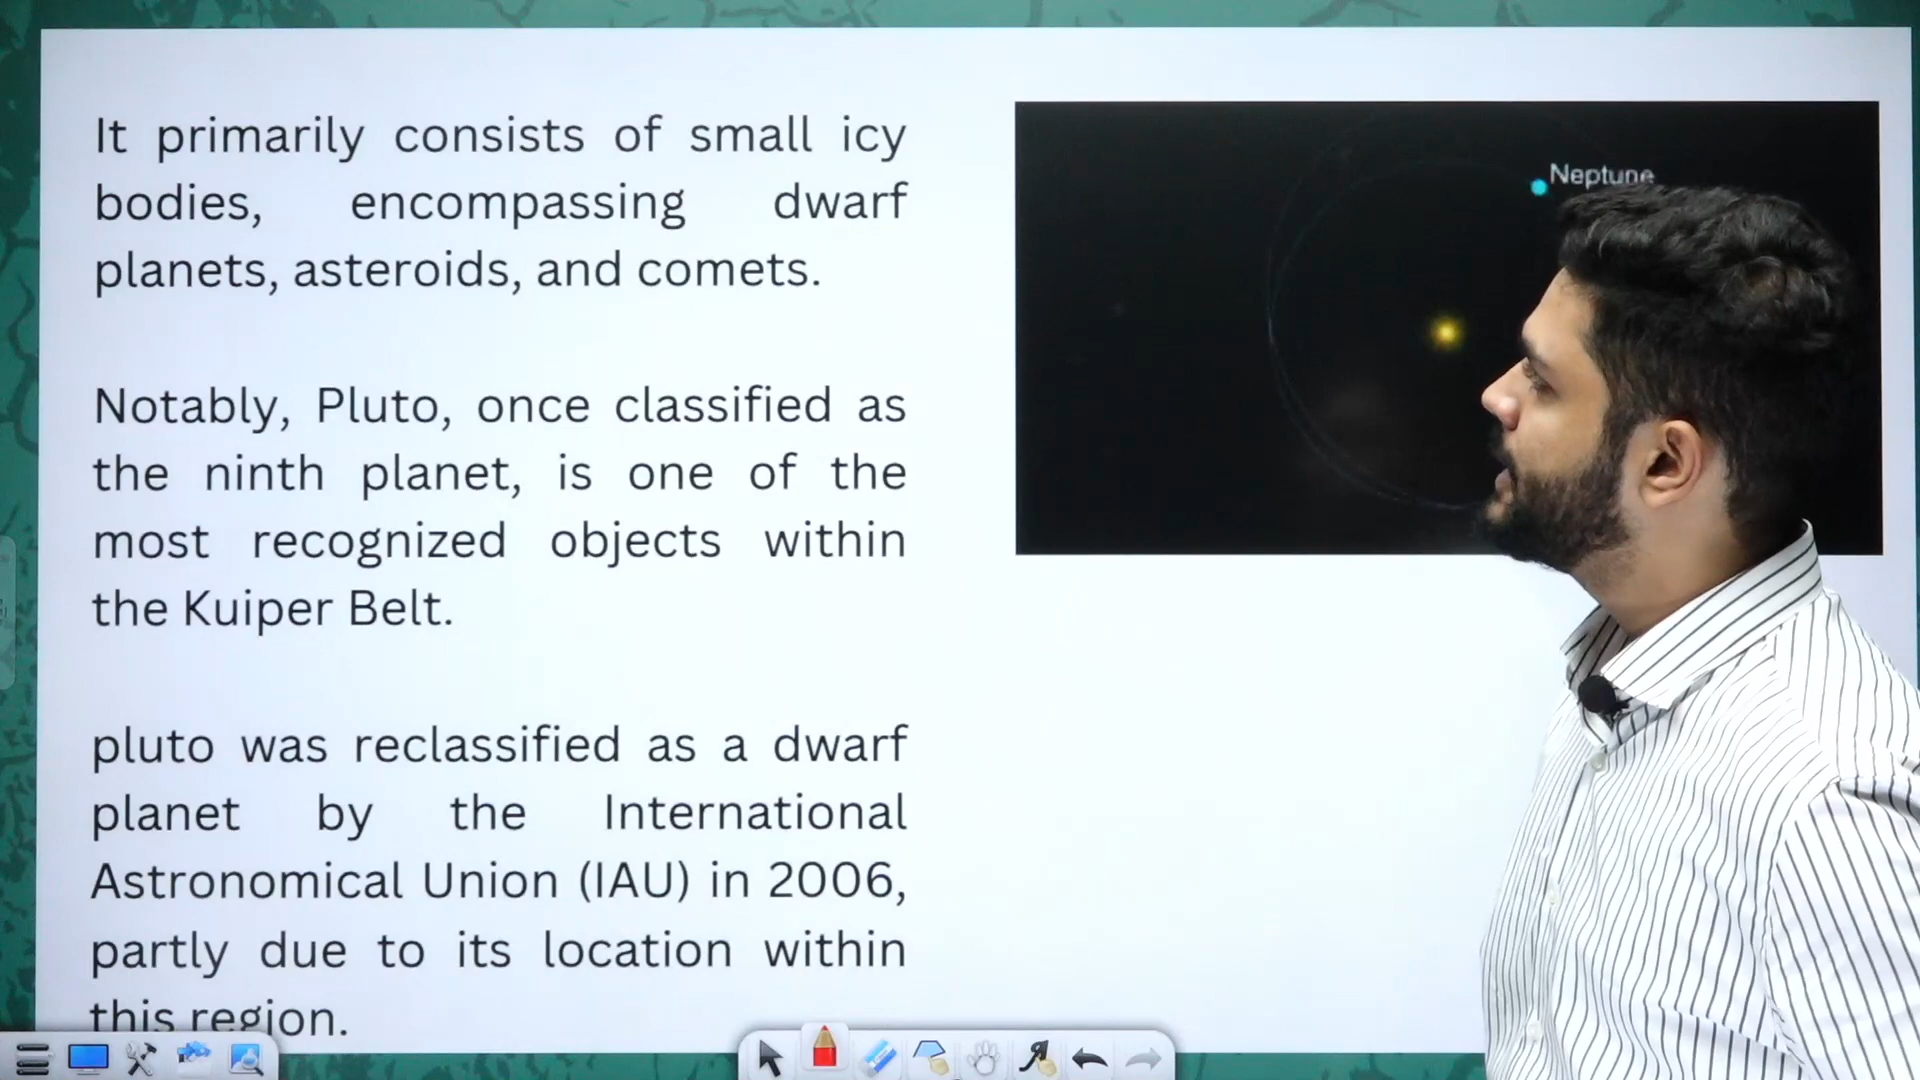 It primarily consists of small icy
bodies, encompassing dwarf
planets, asteroids, and comets.
Notably, Pluto, once classified as
the ninth planet, is one of the
most recognized objects within
the Kuiper Belt.
pluto was reclassified as a dwarf
planet by the International
Astronomical Union (IAU) in 2006,
partly due to its location within
this region.
Neptune